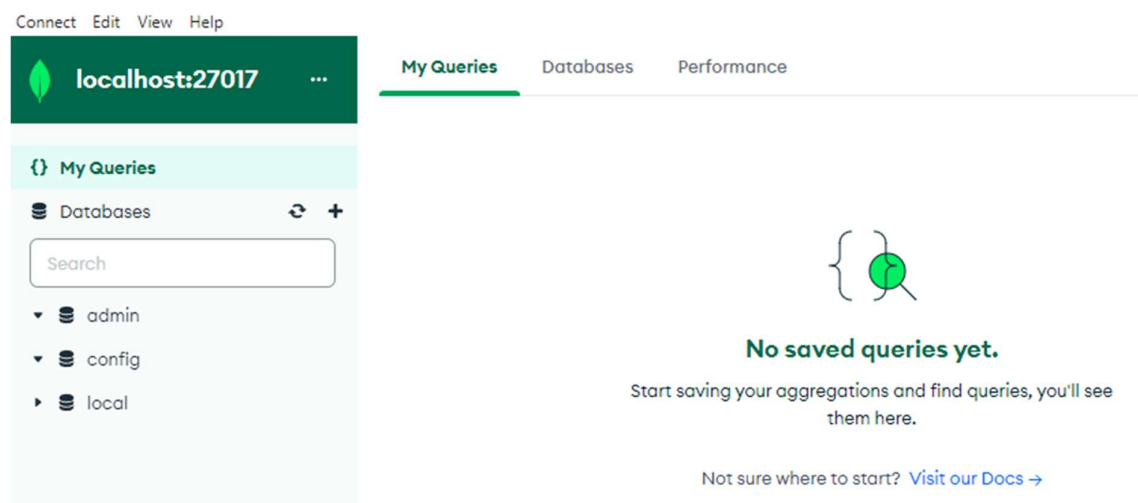 Connect Edit View Help
localhost:27017 ...
My Queries Databases Performance
{} My Queries
Databases
Search
admin
config
local
No saved queries yet.
Start saving your aggregations and find queries, you'll see
them here.
Not sure where to start? Visit our Docs →